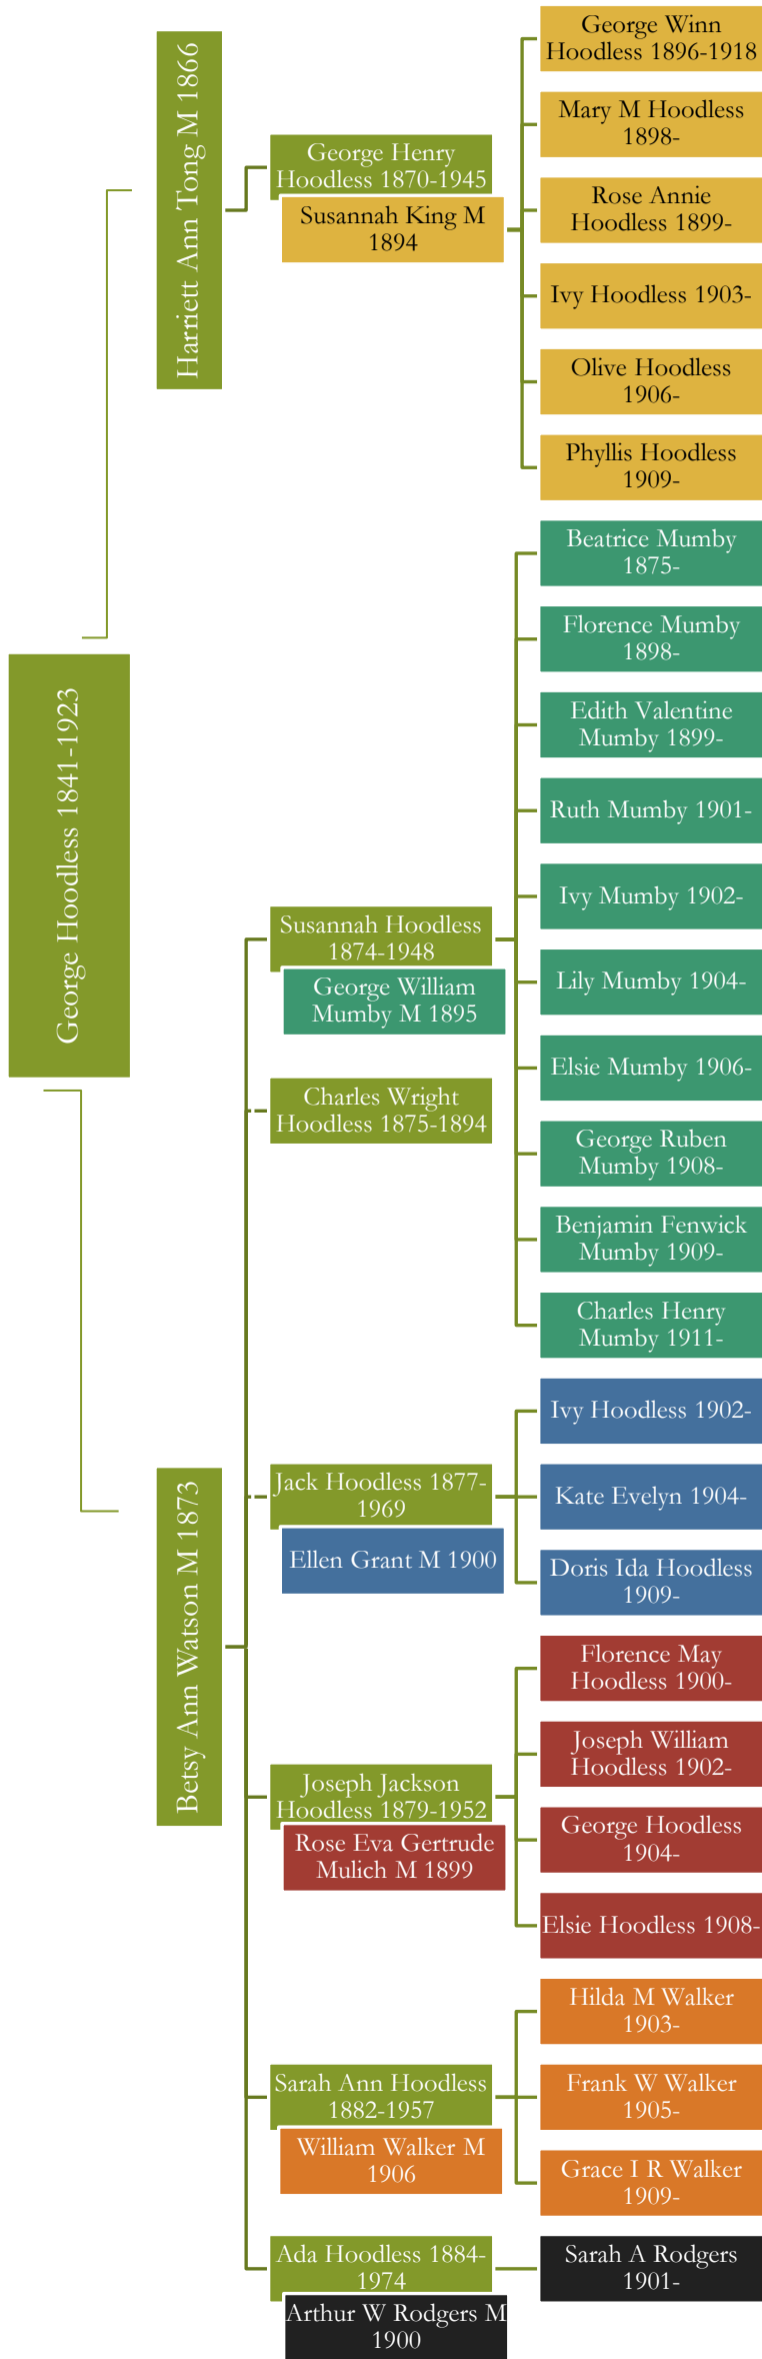 George Hoodless 1841-1923
Harriett Ann Tong M 1866
George Henry
Hoodless 1870-1945
Susannah King M
1894
George Winn
Hoodless 1896-1918
Mary M Hoodless
1898-
Rose Annie
Hoodless 1899-
Ivy Hoodless 1903-
Olive Hoodless
1906-
Phyllis Hoodless
1909-
Betsy Ann Watson M 1873
Susannah Hoodless
1874-1948
George William
Mumby M 1895
Beatrice Mumby
1875-
Florence Mumby
1898-
Edith Valentine
Mumby 1899-
Ruth Mumby 1901-
Ivy Mumby 1902-
Lily Mumby 1904-
Elsie Mumby 1906-
George Ruben
Mumby 1908-
Benjamin Fenwick
Mumby 1909-
Charles Henry
Mumby 1911-
Charles Wright
Hoodless 1875-1894
Jack Hoodless 1877-
1969
Ellen Grant M 1900
Ivy Hoodless 1902-
Kate Evelyn 1904-
Doris Ida Hoodless
1909-
Joseph Jackson
Hoodless 1879-1952
Rose Eva Gertrude
Mulich M 1899
Florence May
Hoodless 1900-
Joseph William
Hoodless 1902-
George Hoodless
1904-
Elsie Hoodless 1908-
Sarah Ann Hoodless
1882-1957
William Walker M
1906
Hilda M Walker
1903-
Frank W Walker
1905-
Grace I R Walker
1909-
Ada Hoodless 1884-
1974
Arthur W Rodgers M
1900
Sarah A Rodgers
1901-